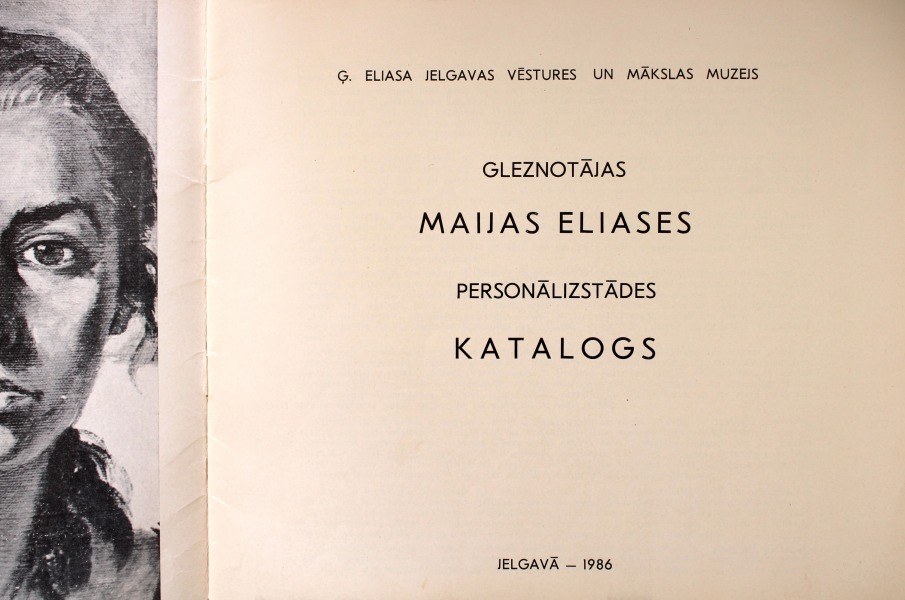 Ģ. ELIASA JELGAVAS VĒSTURES UN MĀKSLAS MUZEJS
GLEZNOTĀJAS
MAIJAS ELIASES
PERSONĀLIZSTĀDES
KATALOGS
JELGAVĀ — 1986